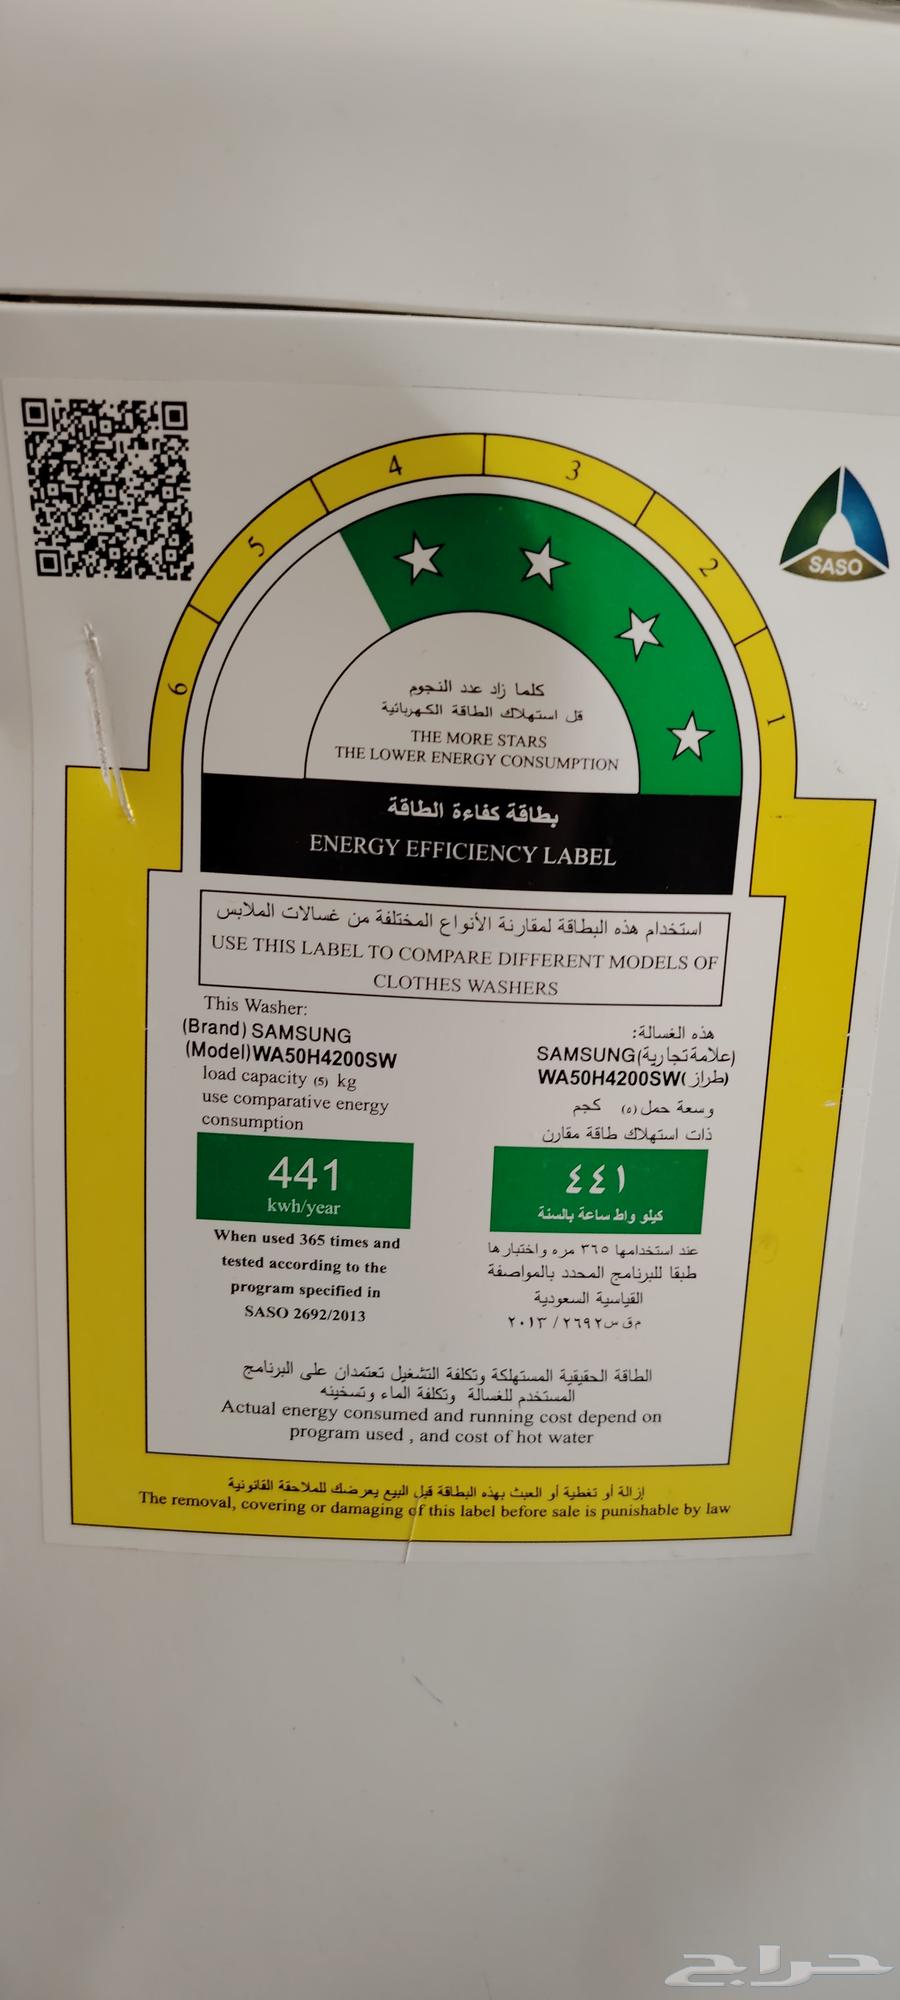 4
3
5
2
6
1
SASO
كلما زاد عدد النجوم
قل استهلاك الطاقة الكهربائية
THE MORE STARS
THE LOWER ENERGY CONSUMPTION
بطاقة كفاءة الطاقة
ENERGY EFFICIENCY LABEL
استخدام هذه البطاقة لمقارنة الأنواع المختلفة من غسالات الملابس
USE THIS LABEL TO COMPARE DIFFERENT MODELS OF
CLOTHES WASHERS
This Washer:
(Brand) SAMSUNG
(Model)WA50H4200SW
load capacity (5) kg
use comparative energy
consumption
441
kwh/year
When used 365 times and
tested according to the
program specified in
SASO 2692/2013
هذه الغسالة:
(علامة تجارية)SAMSUNG
(طراز)WA50H4200SW
وسعة حمل (٥) كجم
ذات استهلاك طاقة مقارن
٤٤١
كيلو واط ساعة بالسنة
عند استخدامها ٣٦٥ مره واختبارها
طبقا للبرنامج المحدد بالمواصفة
القياسية السعودية
م ق س ٢٦٩٢/ ٢٠١٣
الطاقة الحقيقية المستهلكة وتكلفة التشغيل تعتمدان على البرنامج
المستخدم للغسالة وتكلفة الماء وتسخينه
Actual energy consumed and running cost depend on
program used , and cost of hot water
إزالة أو تغطية أو العبث بهذه البطاقة قبل البيع يعرضك للملاحقة القانونية
The removal, covering or damaging of this label before sale is punishable by law
حراج